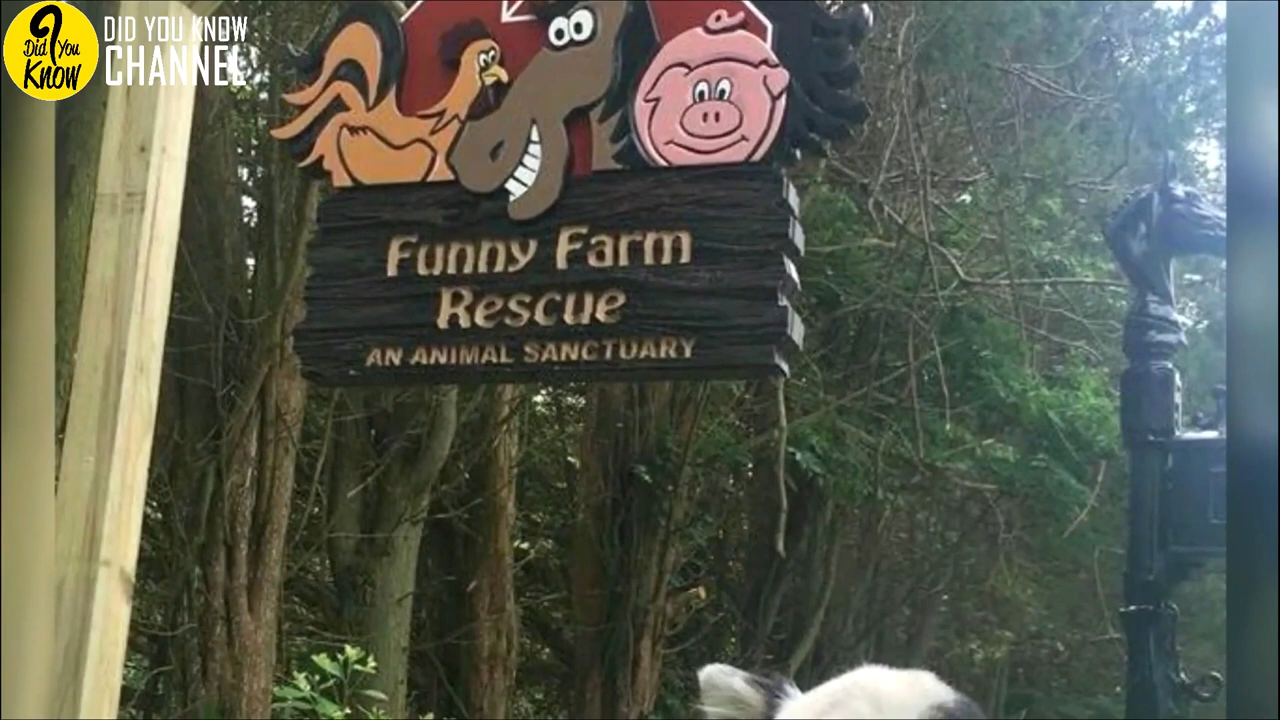 Did You
Know
DID YOU KNOW
CHANNEL
Funny Farm
Rescue
AN ANIMAL SANCTUARY